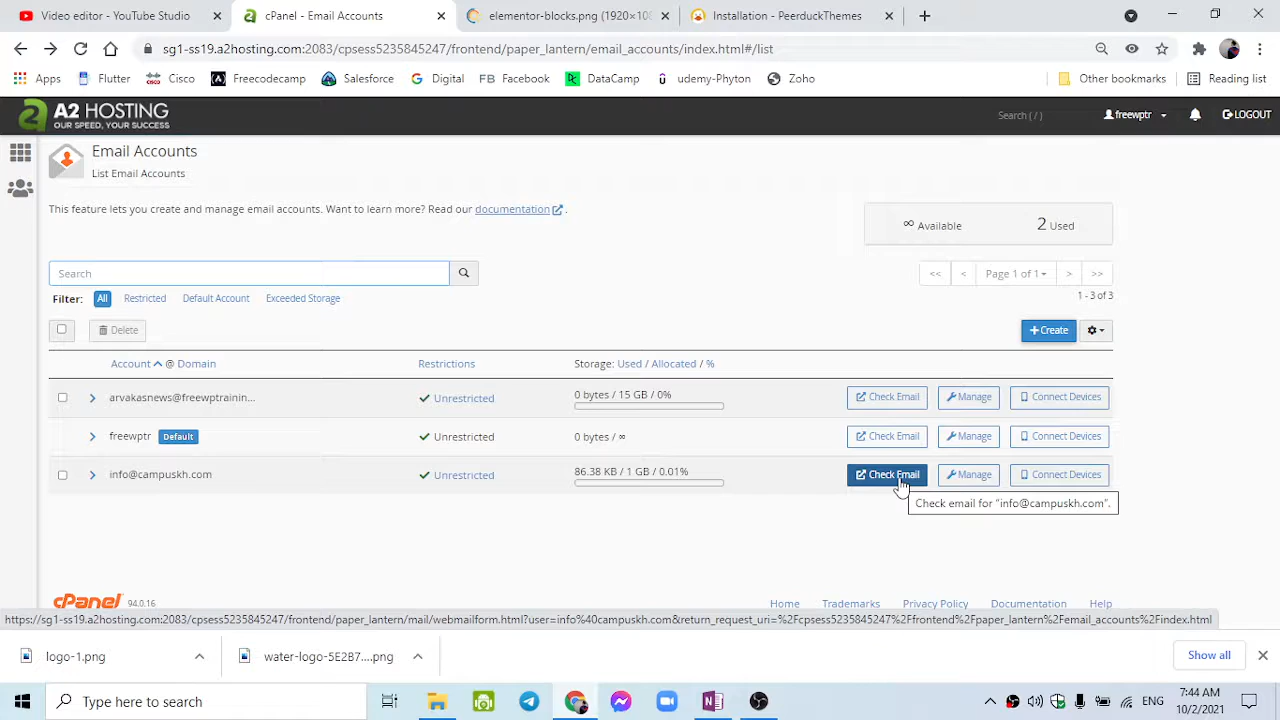 Video editor - YouTube Studio
cPanel - Email Accounts
elementor-blocks.png (1920×108
Installation - PeerduckThemes
sg1-ss19.a2hosting.com:2083/cpsess5235845247/frontend/paper_lantern/email_accounts/index.html#/list
Apps Flutter Cisco Freecodecamp Salesforce Digital FB Facebook DataCamp udemy-Phyton Zoho Other bookmarks Reading list
A2 HOSTING
OUR SPEED, YOUR SUCCESS
Search ( / ) freewptr LOGOUT
Email Accounts
List Email Accounts
This feature lets you create and manage email accounts. Want to learn more? Read our documentation .
∞ Available 2 Used
Search
<< < Page 1 of 1 > >>
Filter: All Restricted Default Account Exceeded Storage
1 - 3 of 3
Delete + Create
Account @ Domain Restrictions Storage: Used / Allocated / %
arvakasnews@freewptrainin... Unrestricted 0 bytes / 15 GB / 0% Check Email Manage Connect Devices
freewptr Default Unrestricted 0 bytes / ∞ Check Email Manage Connect Devices
info@campuskh.com Unrestricted 86.38 KB / 1 GB / 0.01% Check Email Manage Connect Devices
Check email for "info@campuskh.com".
cPanel 94.0.16 Home Trademarks Privacy Policy Documentation Help
https://sg1-ss19.a2hosting.com:2083/cpsess5235845247/frontend/paper_lantern/mail/webmailform.html?user=info%40campuskh.com&return_request_uri=%2Fcpsess5235845247%2Ffrontend%2Fpaper_lantern%2Femail_accounts%2Findex.html
logo-1.png water-logo-5E2B7....png Show all
Type here to search ENG 7:44 AM
10/2/2021